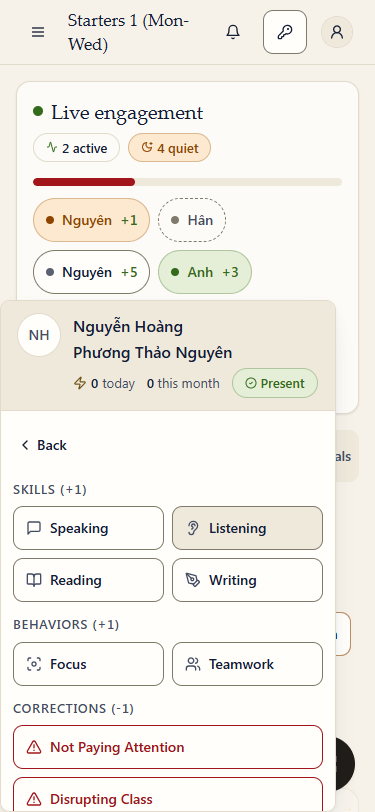 Starters 1 (Mon-
Wed)
Live engagement
2 active
4 quiet
Nguyên +1
Hân
Nguyên +5
Anh +3
NH
Nguyễn Hoàng
Phương Thảo Nguyên
0 today
0 this month
Present
als
Back
SKILLS (+1)
Speaking
Listening
Reading
Writing
BEHAVIORS (+1)
Focus
Teamwork
CORRECTIONS (-1)
Not Paying Attention
Disrupting Class